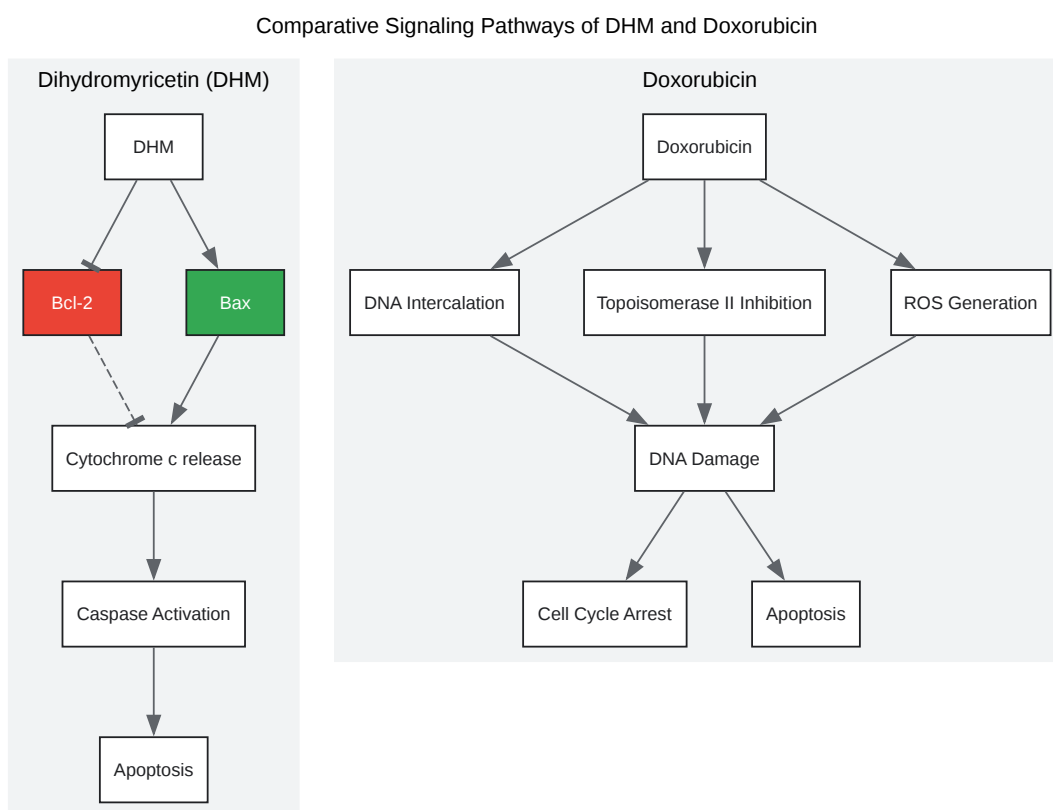 Comparative Signaling Pathways of DHM and Doxorubicin
Dihydromyricetin (DHM)
DHM
Bcl-2
Bax
Cytochrome c release
Caspase Activation
Apoptosis
Doxorubicin
Doxorubicin
DNA Intercalation
Topoisomerase II Inhibition
ROS Generation
DNA Damage
Cell Cycle Arrest
Apoptosis